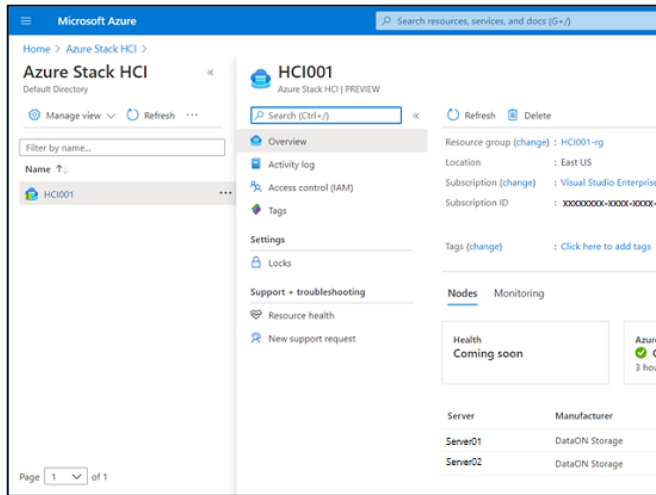 Microsoft Azure
Search resources, services, and docs (G+/)
Home > Azure Stack HCI >
Azure Stack HCI
Default Directory
Manage view
Refresh
Filter by name...
Name
HCI001
Page 1 of 1
HCI001
Azure Stack HCI | PREVIEW
Search (Ctrl+/)
Overview
Activity log
Access control (IAM)
Tags
Settings
Locks
Support + troubleshooting
Resource health
New support request
Refresh Delete
Resource group (change) : HCI001-rg
Location : East US
Subscription (change) : Visual Studio Enterprise
Subscription ID : XXXXXXXX-XXXX-XXXX-
Tags (change) : Click here to add tags
Nodes Monitoring
Health
Coming soon
Azure
3 hou
Server Manufacturer
Server01 DataON Storage
Server02 DataON Storage